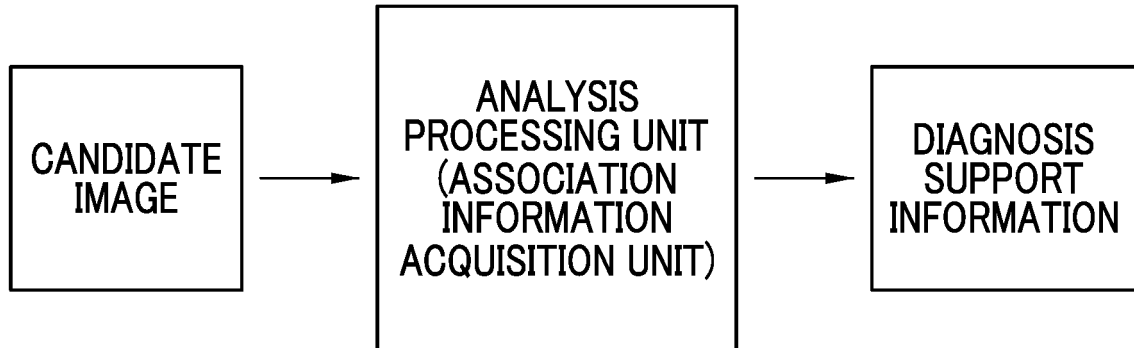 CANDIDATE
IMAGE
ANALYSIS
PROCESSING UNIT
(ASSOCIATION
INFORMATION
ACQUISITION UNIT)
DIAGNOSIS
SUPPORT
INFORMATION